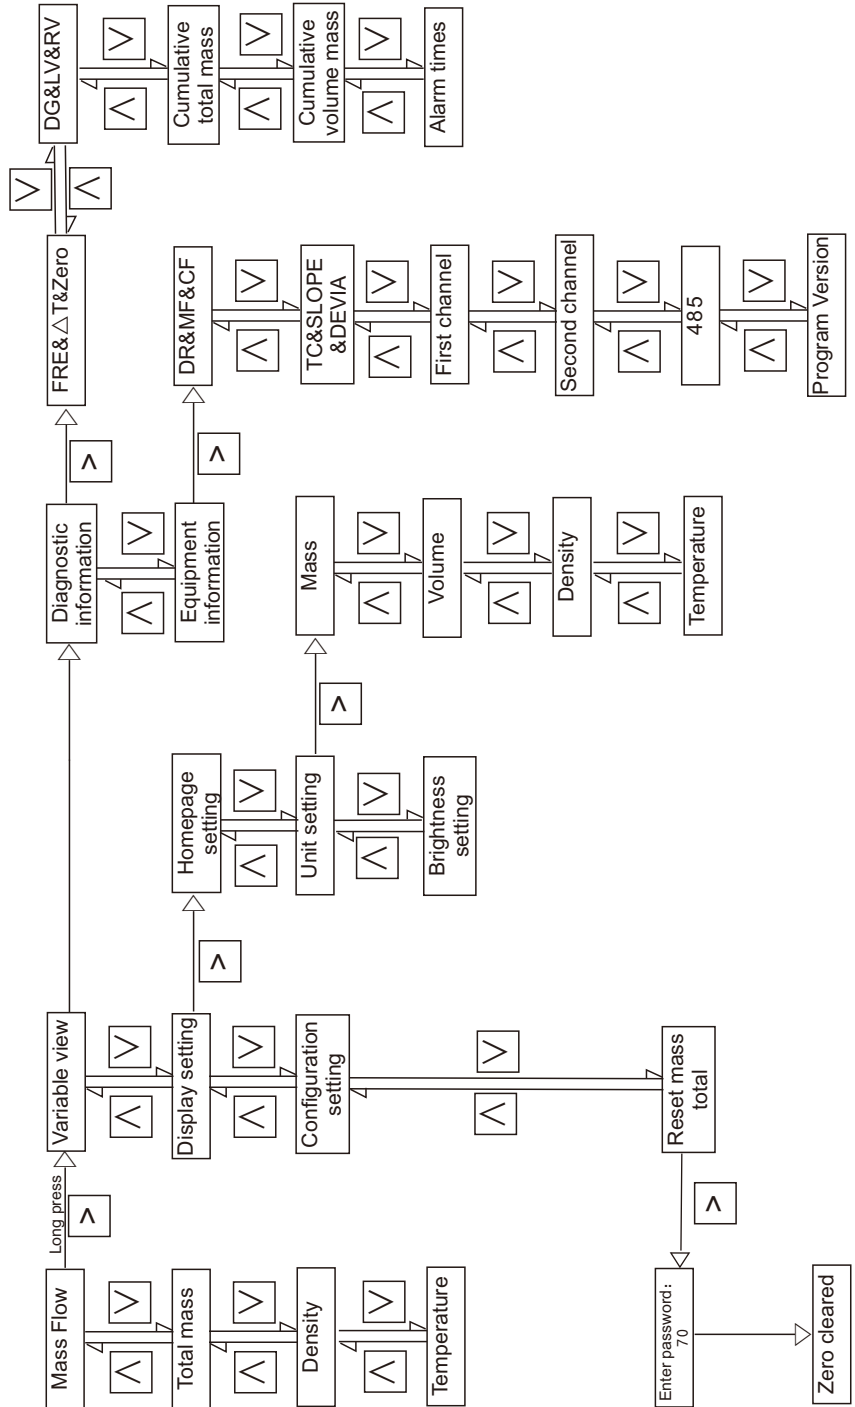 Mass Flow
Total mass
Density
Temperature
Long press
>
Variable view
Display setting
Configuration
setting
Reset mass
total
>
Enter password:
70
Zero cleared
>
Homepage
setting
Unit setting
Brightness
setting
>
Mass
Volume
Density
Temperature
Diagnostic
information
Equipment
information
>
FRE&△T&Zero
DG&LV&RV
Cumulative
total mass
Cumulative
volume mass
Alarm times
>
DR&MF&CF
TC&SLOPE
&DEVIA
First channel
Second channel
485
Program Version